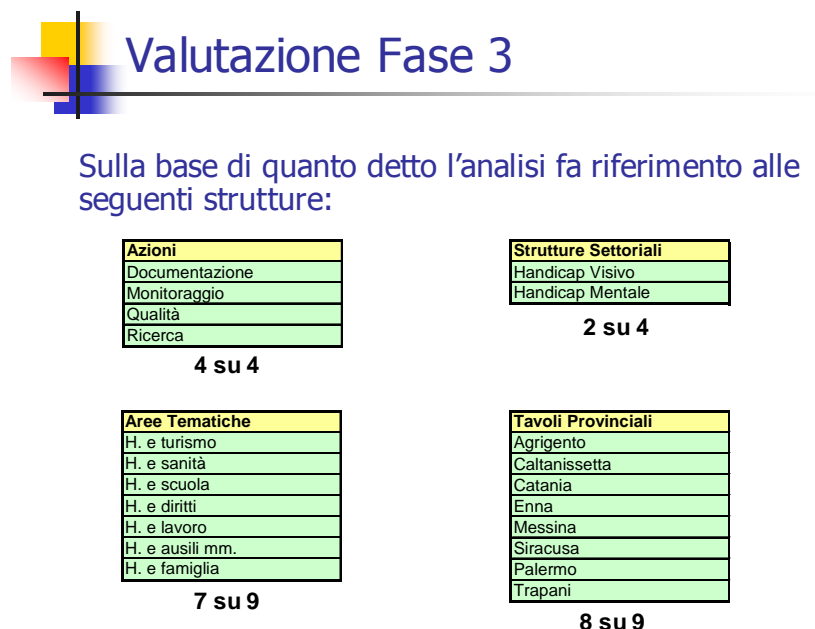 Valutazione Fase 3
Sulla base di quanto detto l'analisi fa riferimento alle
seguenti strutture:
Azioni
Documentazione
Monitoraggio
Qualità
Ricerca
4 su 4
Strutture Settoriali
Handicap Visivo
Handicap Mentale
2 su 4
Aree Tematiche
H. e turismo
H. e sanità
H. e scuola
H. e diritti
H. e lavoro
H. e ausili mm.
H. e famiglia
7 su 9
Tavoli Provinciali
Agrigento
Caltanissetta
Catania
Enna
Messina
Siracusa
Palermo
Trapani
8 su 9